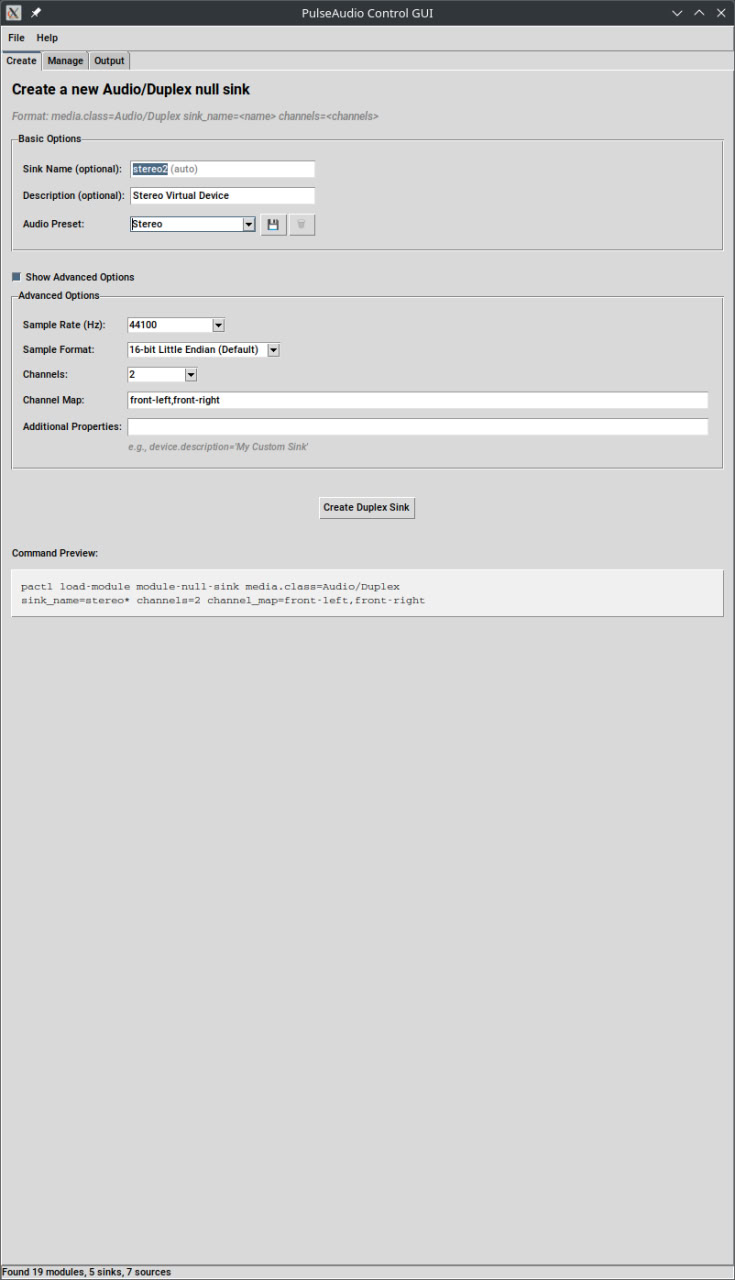 PulseAudio Control GUI
File Help
Create Manage Output
Create a new Audio/Duplex null sink
Format: media.class=Audio/Duplex sink_name=<name> channels=<channels>
Basic Options
Sink Name (optional): stereo2 (auto)
Description (optional): Stereo Virtual Device
Audio Preset: Stereo
Show Advanced Options
Advanced Options
Sample Rate (Hz): 44100
Sample Format: 16-bit Little Endian (Default)
Channels: 2
Channel Map: front-left,front-right
Additional Properties:
e.g., device.description='My Custom Sink'
Create Duplex Sink
Command Preview:
pactl load-module module-null-sink media.class=Audio/Duplex
sink_name=stereo* channels=2 channel_map=front-left,front-right
Found 19 modules, 5 sinks, 7 sources